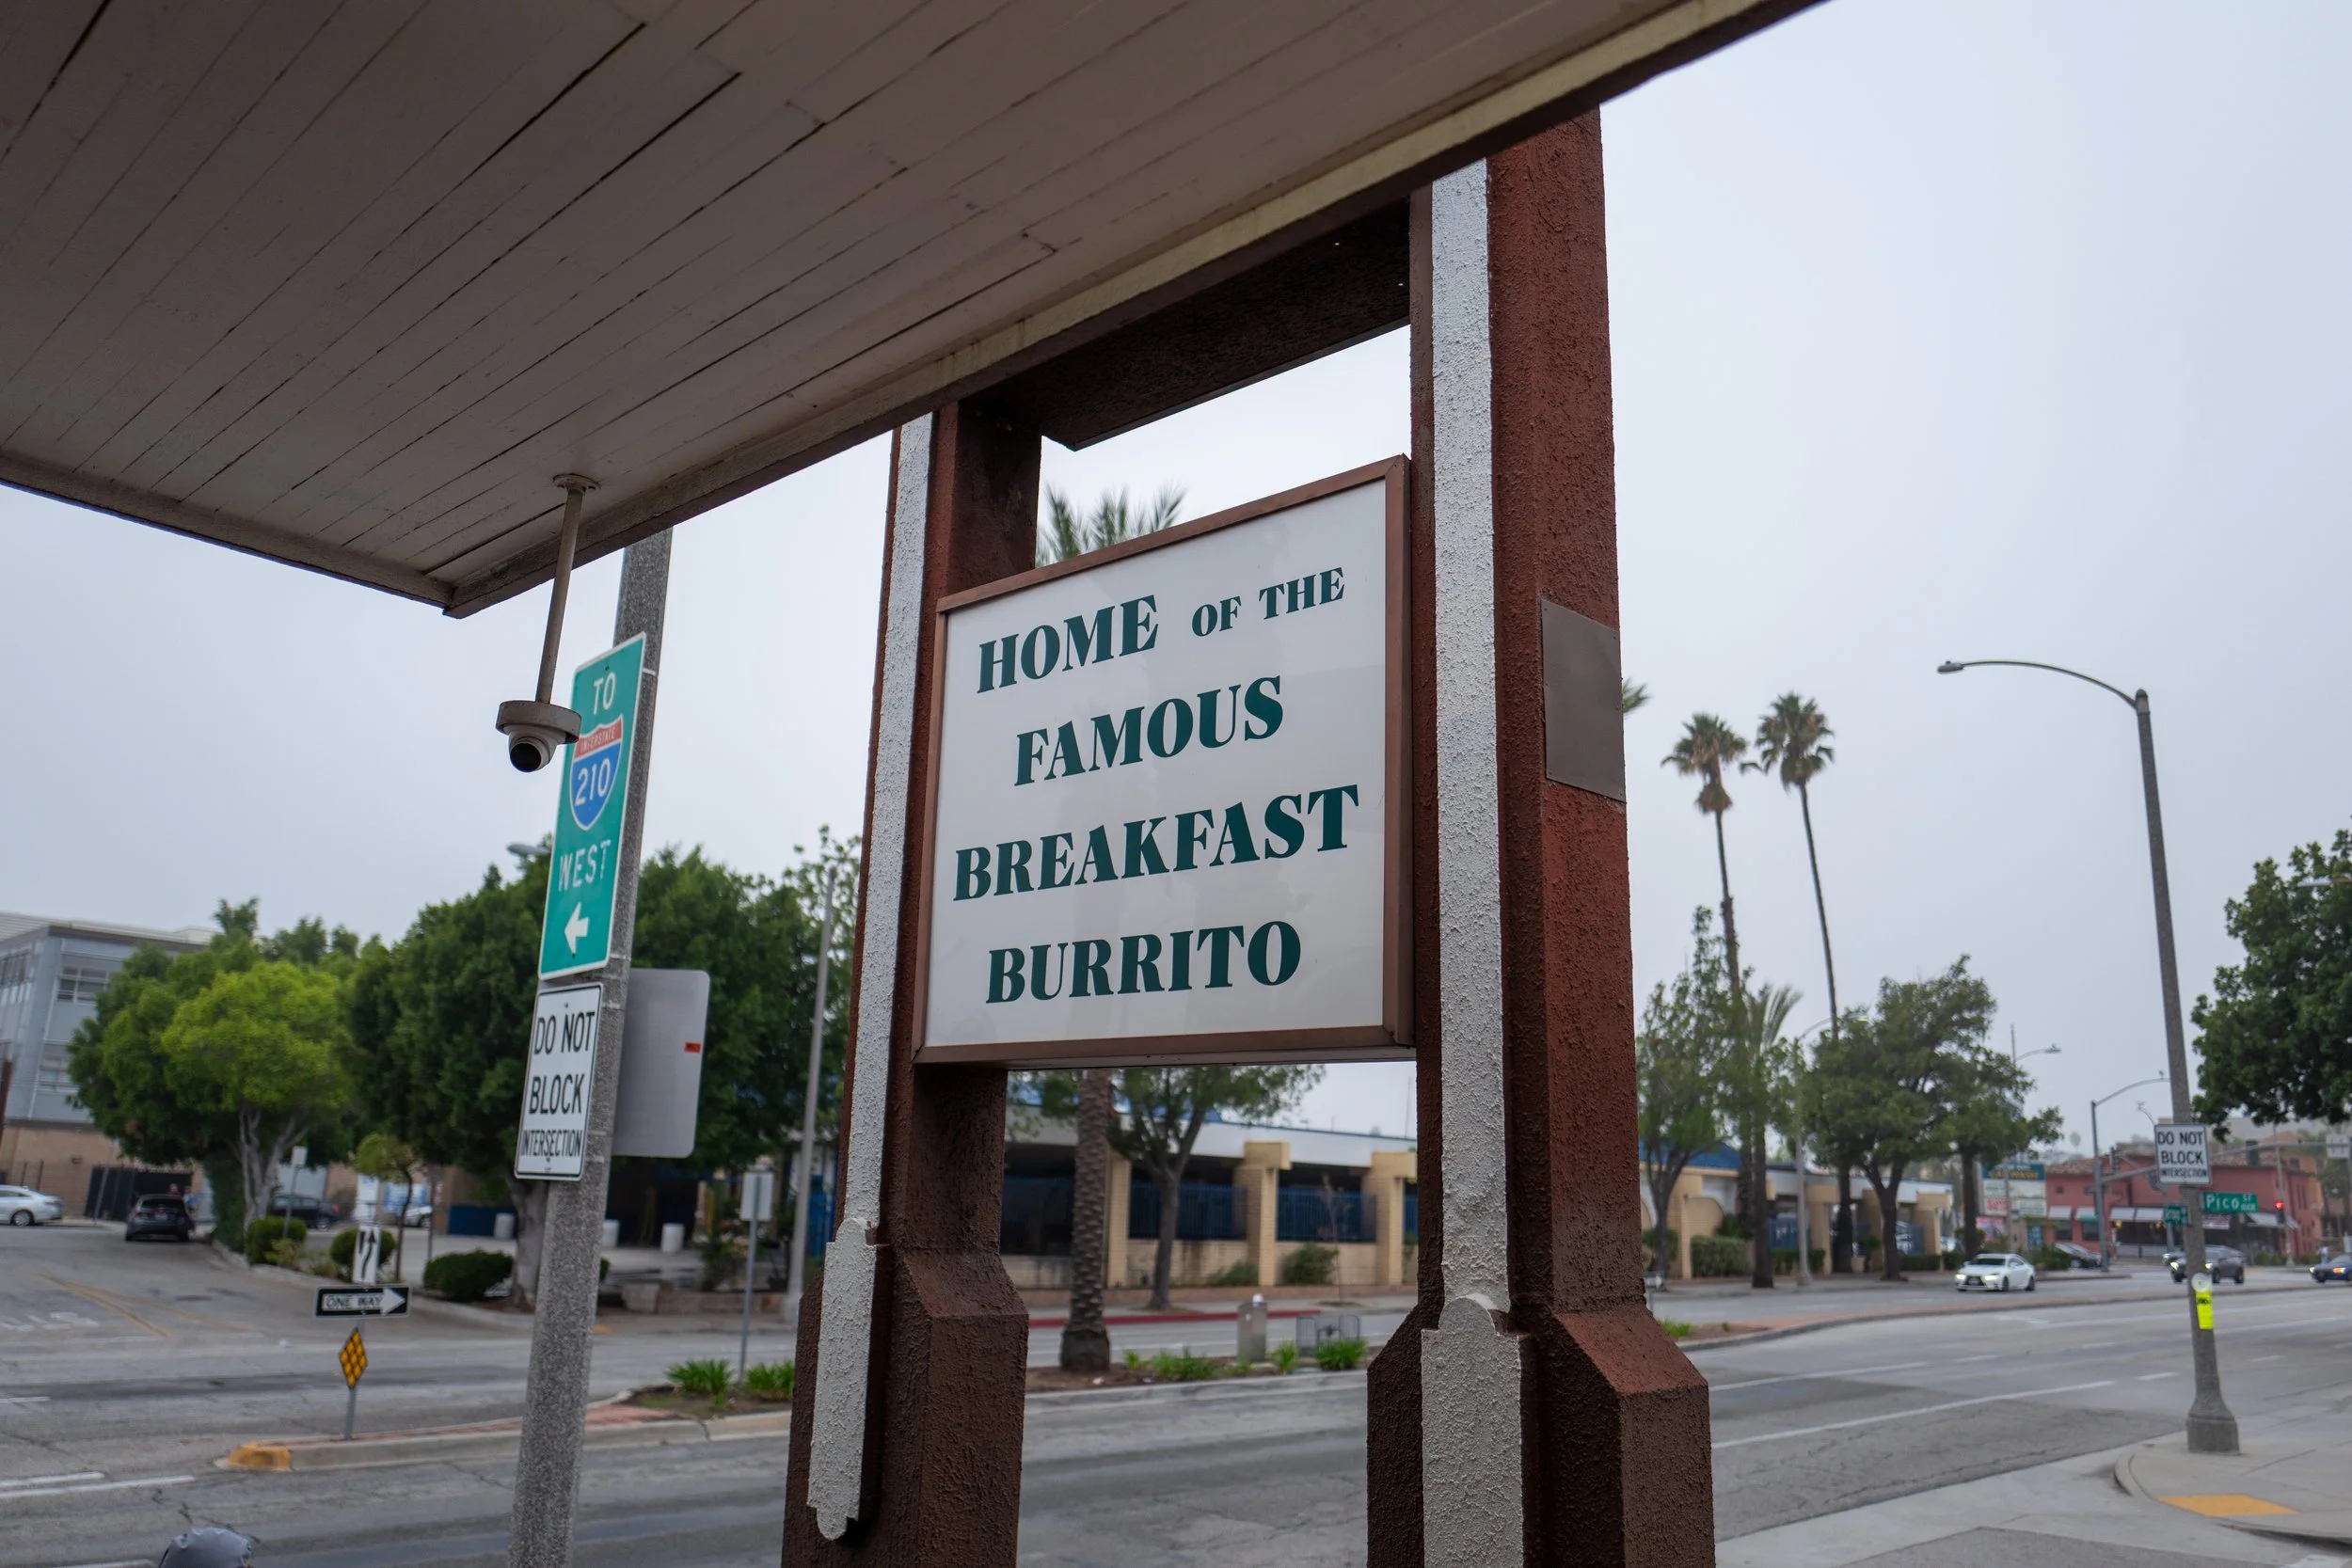 HOME OF THE
FAMOUS
BREAKFAST
BURRITO
TO
INTERSTATE
210
WEST
DO NOT
BLOCK
INTERSECTION
ONE WAY
DO NOT
BLOCK
INTERSECTION
Pico ST